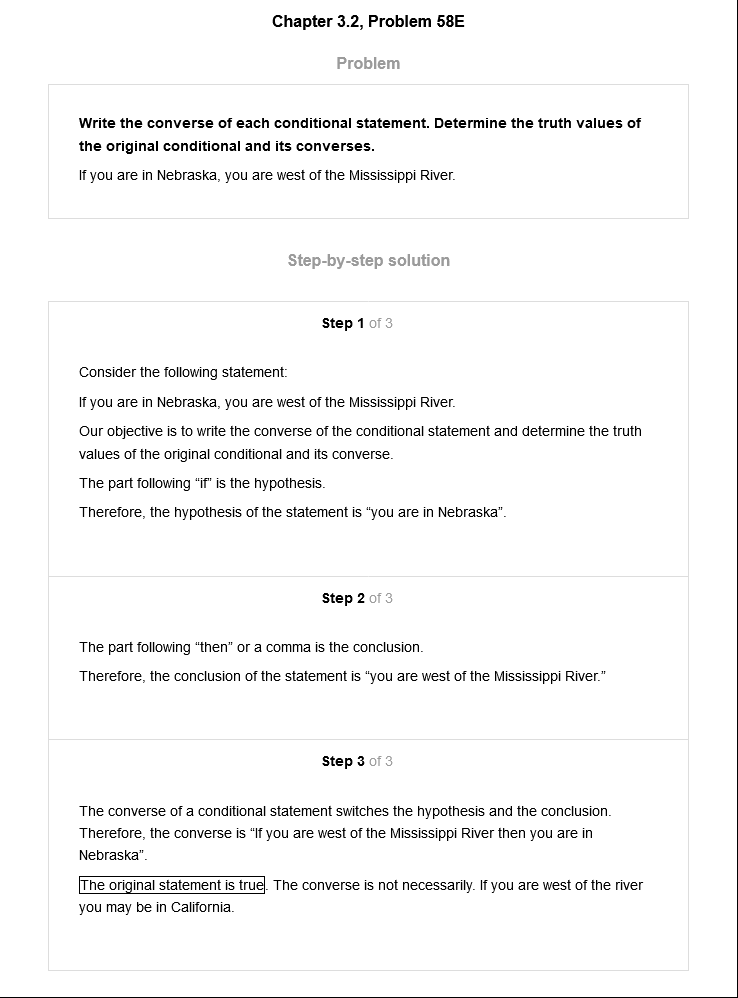 Chapter 3.2, Problem 58E
Problem
Write the converse of each conditional statement. Determine the truth values of
the original conditional and its converses.
If you are in Nebraska, you are west of the Mississippi River.
Step-by-step solution
Step 1 of 3
Consider the following statement:
If you are in Nebraska, you are west of the Mississippi River.
Our objective is to write the converse of the conditional statement and determine the truth
values of the original conditional and its converse.
The part following “if” is the hypothesis.
Therefore, the hypothesis of the statement is “you are in Nebraska”.
Step 2 of 3
The part following “then” or a comma is the conclusion.
Therefore, the conclusion of the statement is “you are west of the Mississippi River.”
Step 3 of 3
The converse of a conditional statement switches the hypothesis and the conclusion.
Therefore, the converse is “If you are west of the Mississippi River then you are in
Nebraska”.
The original statement is true. The converse is not necessarily. If you are west of the river
you may be in California.